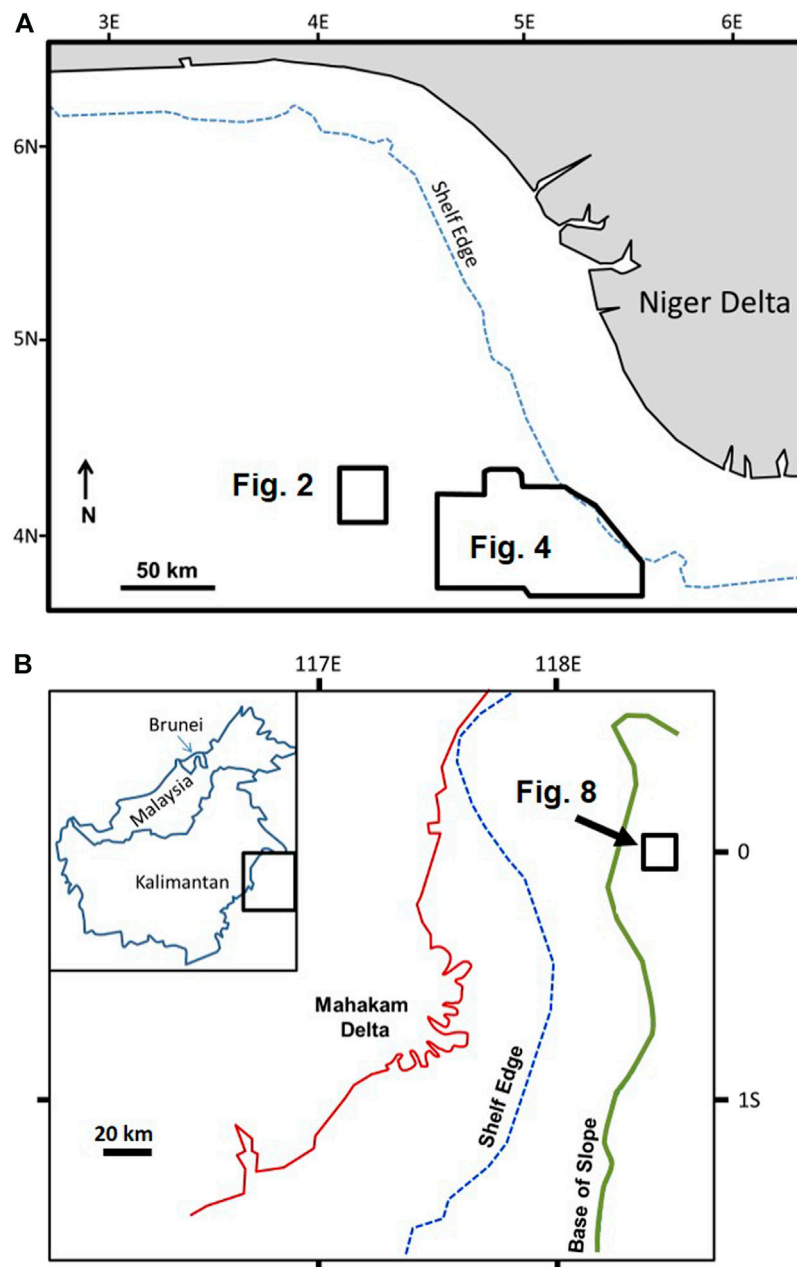 A
3E 4E 5E 6E
6N
Shelf Edge
Niger Delta
5N
Fig. 2
N
4N
Fig. 4
50 km
B
117E 118E
Brunei
Malaysia
Fig. 8
0
Kalimantan
Mahakam
Delta
Shelf Edge
1S
20 km
Base of Slope